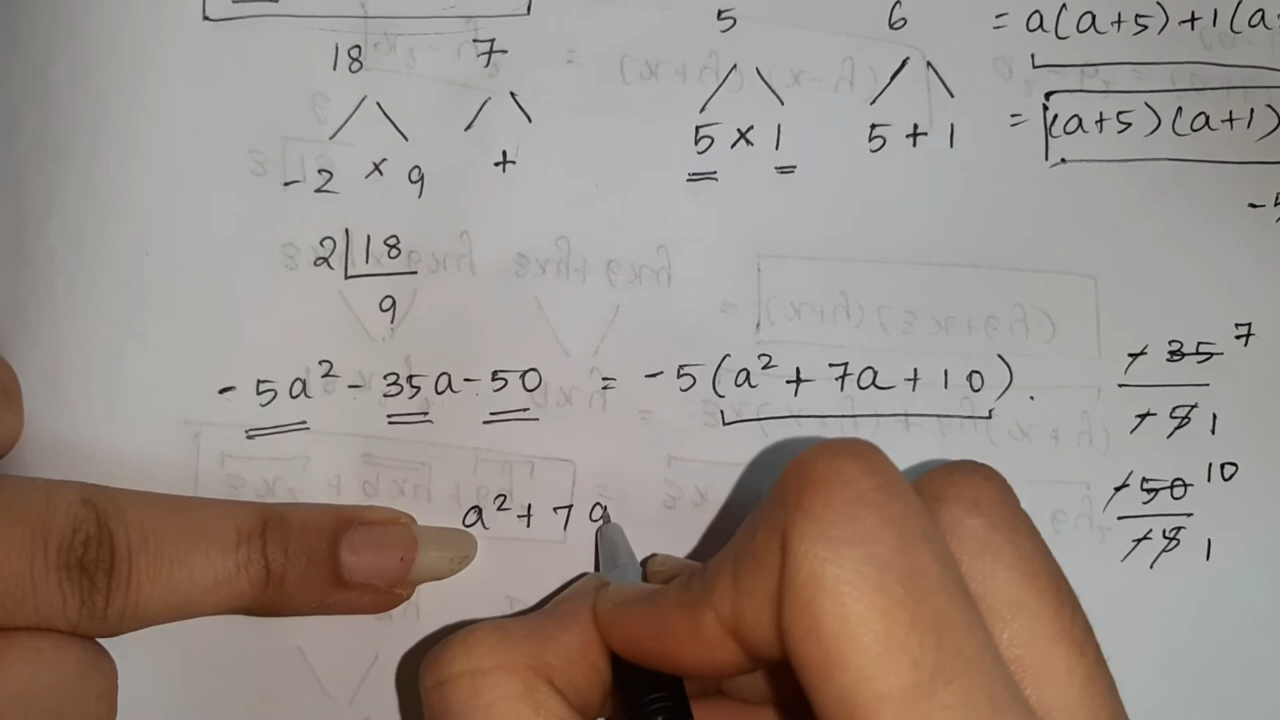 18 7 5 6 = a(a+5)+1(a
-2 × 9 + 5 × 1 5 + 1 = (a+5)(a+1)
2 18
9
-5a² - 35a - 50 = -5(a² + 7a + 10).
-35 7
-5 1
-50 10
-5 1
a² + 7a